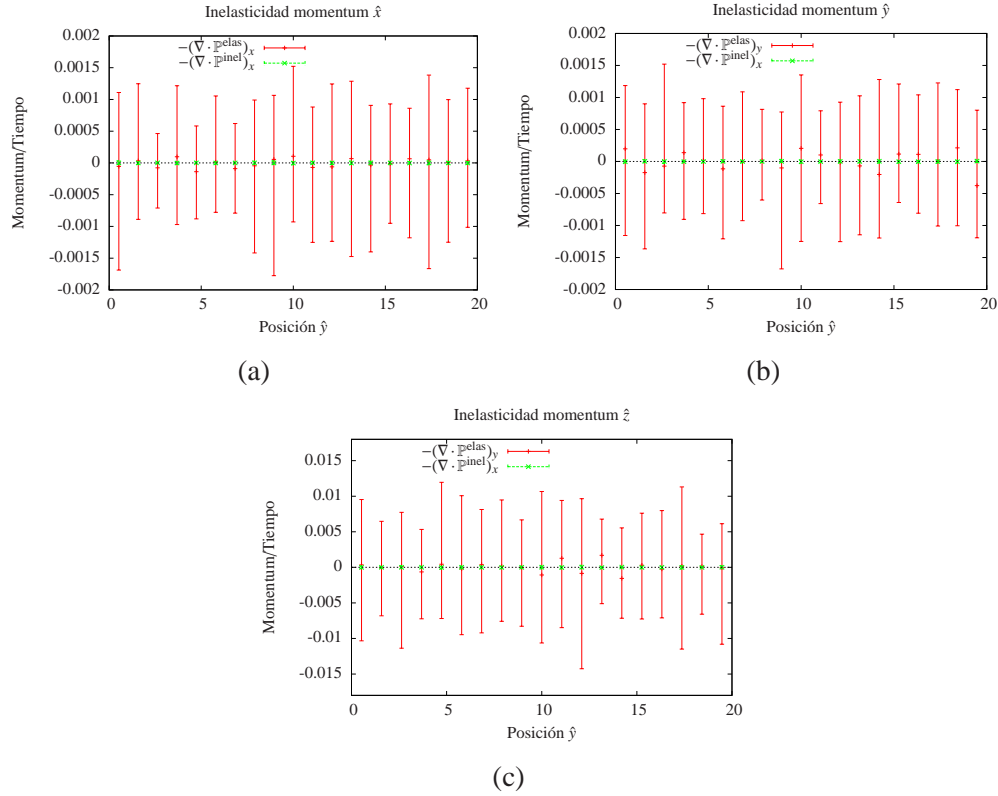 Inelasticidad momentum x̂
−(∇ · ℙ^elas)_x
−(∇ · ℙ^inel)_x
0.002
0.0015
0.001
0.0005
0
-0.0005
-0.001
-0.0015
-0.002
Momentum/Tiempo
0 5 10 15 20
Posición ŷ
(a)
Inelasticidad momentum ŷ
−(∇ · ℙ^elas)_y
−(∇ · ℙ^inel)_x
0.002
0.0015
0.001
0.0005
0
-0.0005
-0.001
-0.0015
-0.002
Momentum/Tiempo
0 5 10 15 20
Posición ŷ
(b)
Inelasticidad momentum ẑ
−(∇ · ℙ^elas)_y
−(∇ · ℙ^inel)_x
0.015
0.01
0.005
0
-0.005
-0.01
-0.015
Momentum/Tiempo
0 5 10 15 20
Posición ŷ
(c)